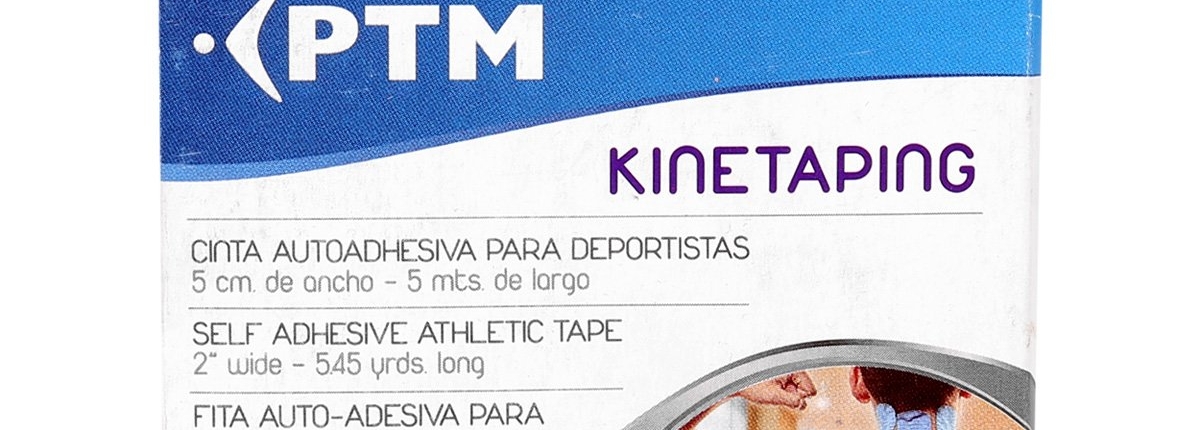 PTM
KINETAPING
CINTA AUTOADHESIVA PARA DEPORTISTAS
5 cm. de ancho - 5 mts. de largo
SELF ADHESIVE ATHLETIC TAPE
2" wide - 5.45 yrds. long
FITA AUTO-ADESIVA PARA